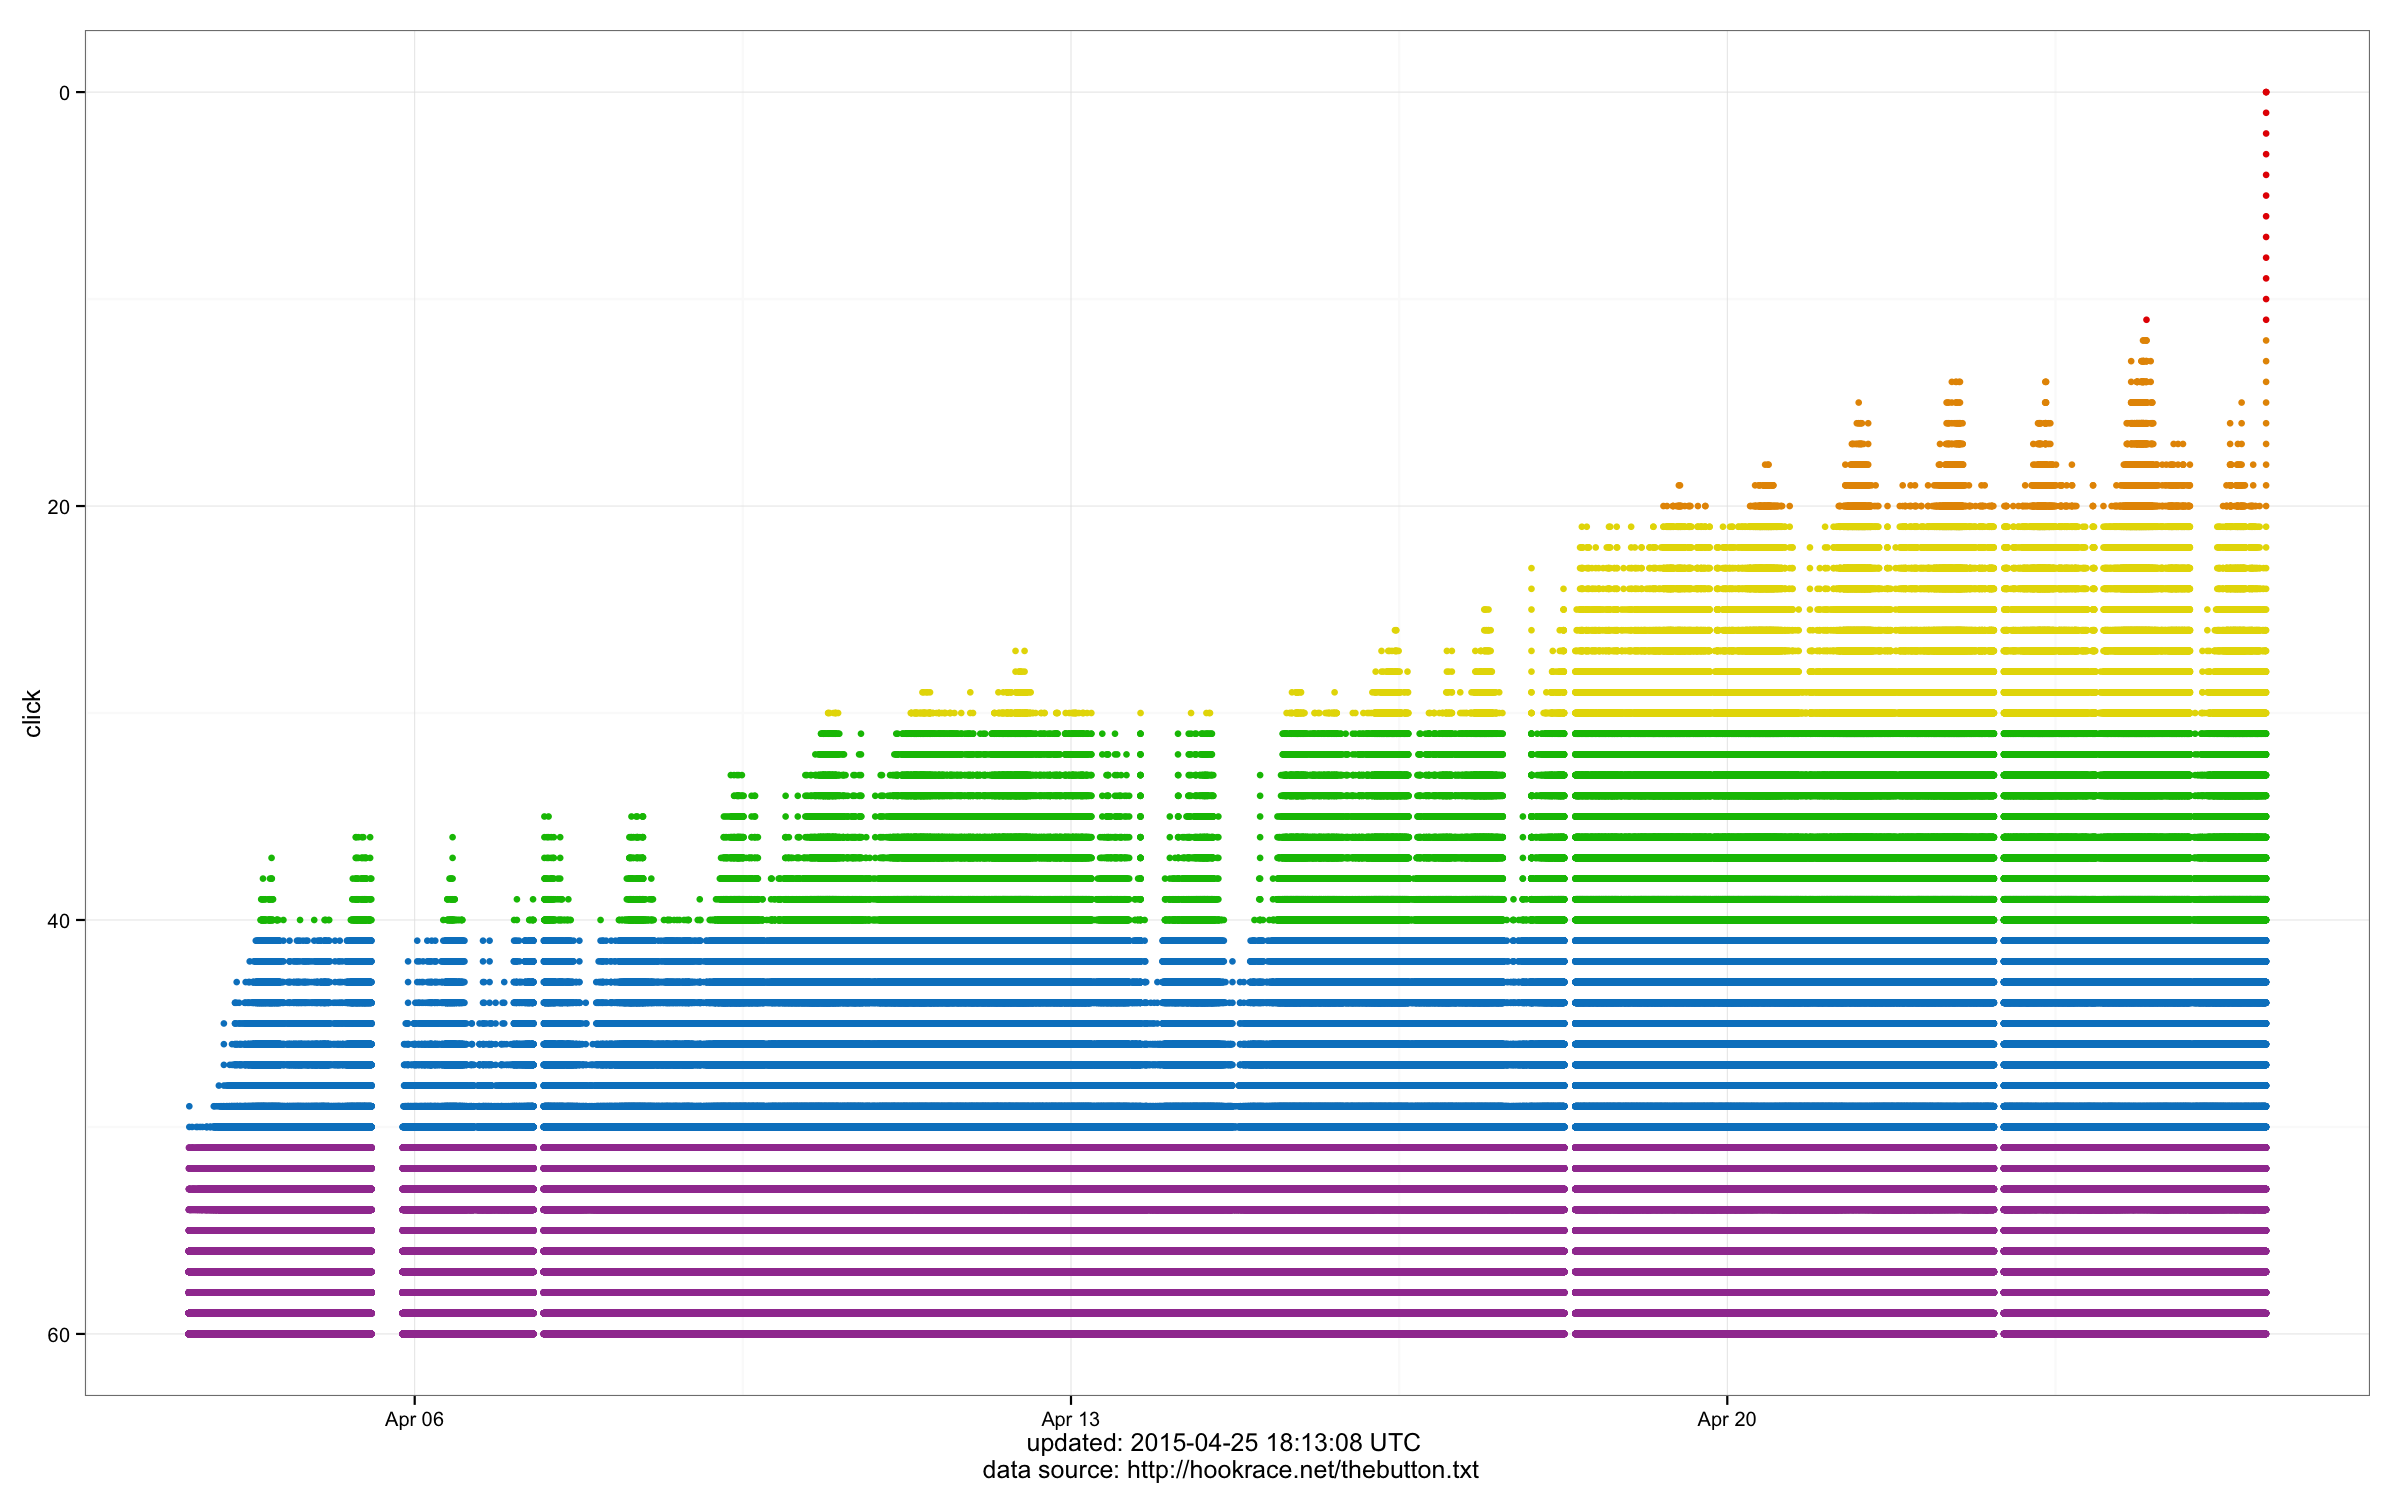 0
20
40
60
click
Apr 06
Apr 13
Apr 20
updated: 2015-04-25 18:13:08 UTC
data source: http://hookrace.net/thebutton.txt